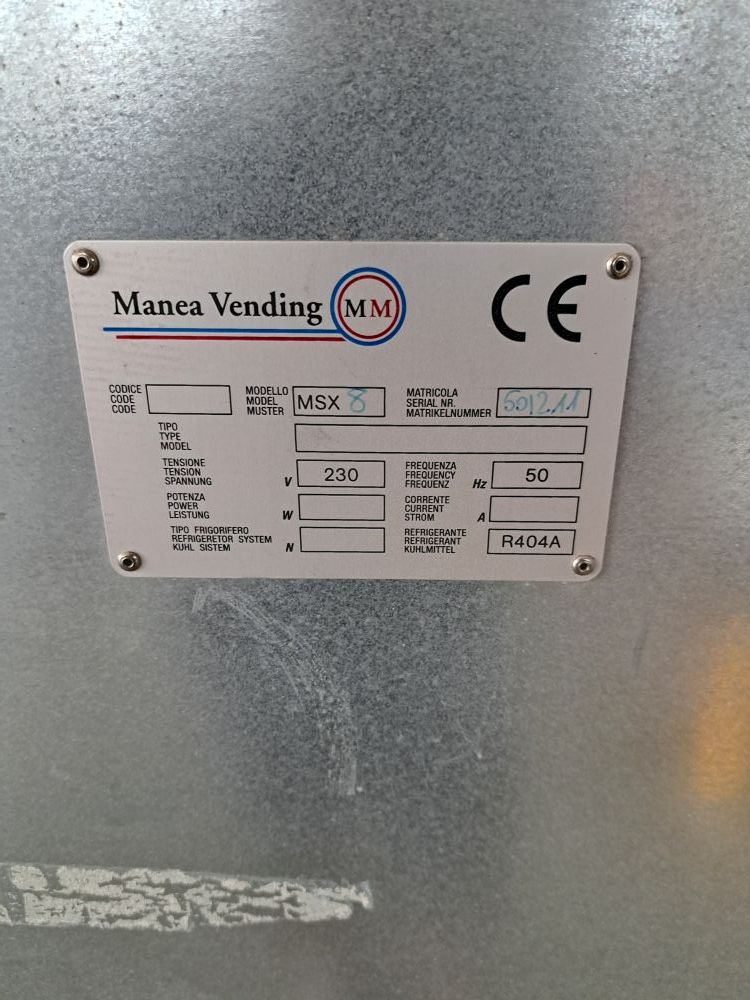 Manea Vending MM CE
CODICE
CODE
CODE
MODELLO
MODEL
MUSTER
MSX 8
MATRICOLA
SERIAL NR.
MATRIKELNUMMER
5012.11
TIPO
TYPE
MODEL
TENSIONE
TENSION
SPANNUNG
V
230
FREQUENZA
FREQUENCY
FREQUENZ
Hz
50
POTENZA
POWER
LEISTUNG
W
CORRENTE
CURRENT
STROM
A
TIPO FRIGORIFERO
REFRIGERETOR SYSTEM
KUHL SISTEM
N
REFRIGERANTE
REFRIGERANT
KUHLMITTEL
R404A